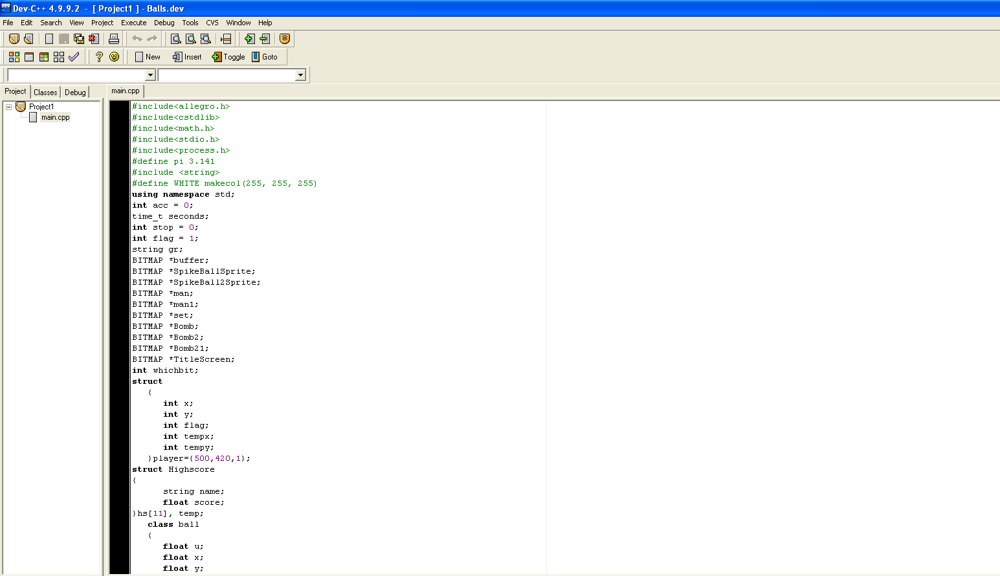 Dev-C++ 4.9.9.2 - [ Project1 ] - Balls.dev
File Edit Search View Project Execute Debug Tools CVS Window Help
New Insert Toggle Goto
Project Classes Debug
main.cpp
Project1
main.cpp
#include<allegro.h>
#include<cstdlib>
#include<math.h>
#include<stdio.h>
#include<process.h>
#define pi 3.141
#include <string>
#define WHITE makecol(255, 255, 255)
using namespace std;
int acc = 0;
time_t seconds;
int stop = 0;
int flag = 1;
string gr;
BITMAP *buffer;
BITMAP *SpikeBallSprite;
BITMAP *SpikeBall2Sprite;
BITMAP *man;
BITMAP *man1;
BITMAP *set;
BITMAP *Bomb;
BITMAP *Bomb2;
BITMAP *Bomb21;
BITMAP *TitleScreen;
int whichbit;
struct
{
int x;
int y;
int flag;
int tempx;
int tempy;
}player={500,420,1};
struct Highscore
{
string name;
float score;
}hs[11], temp;
class ball
{
float u;
float x;
float y;